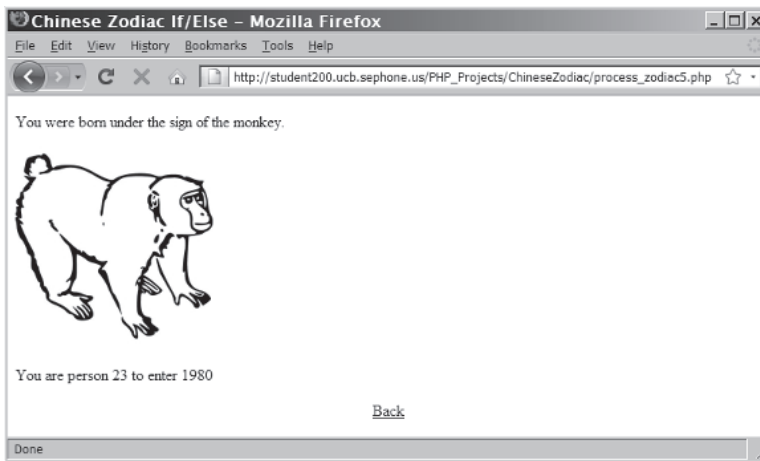 Chinese Zodiac If/Else – Mozilla Firefox
File Edit View History Bookmarks Tools Help
http://student200.ucb.sephone.us/PHP_Projects/ChineseZodiac/process_zodiac5.php
You were born under the sign of the monkey.
You are person 23 to enter 1980
Back
Done